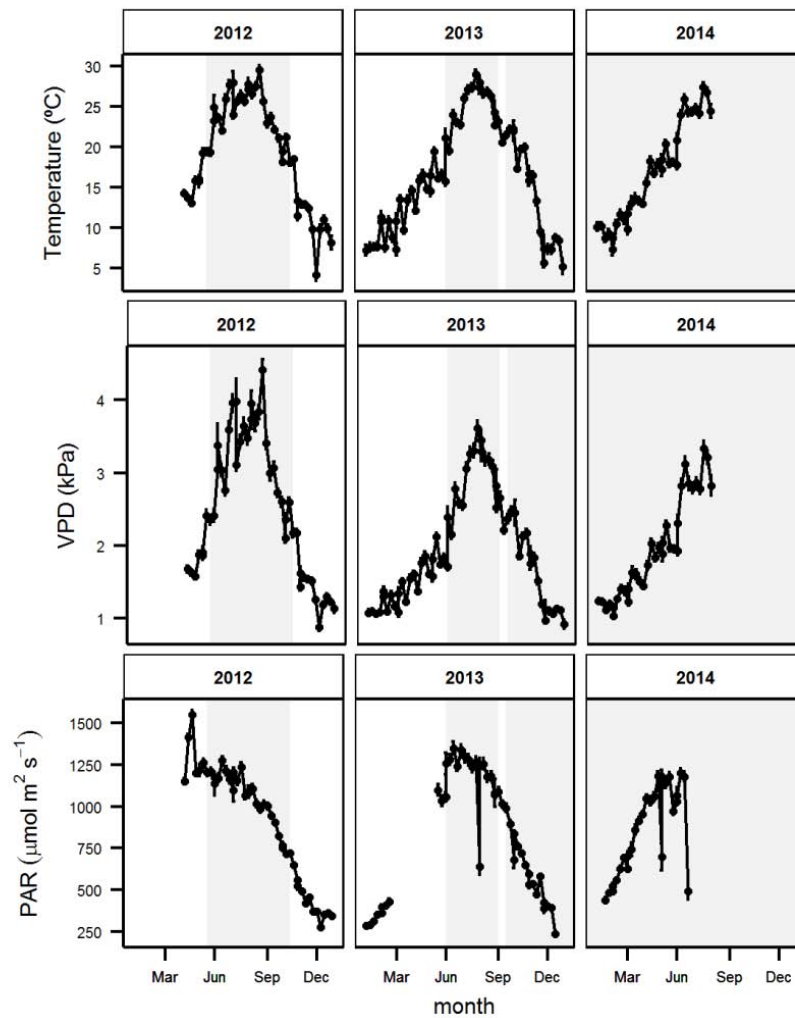 2012 2013 2014
Temperature (ºC)
30
25
20
15
10
5
2012 2013 2014
VPD (kPa)
4
3
2
1
2012 2013 2014
PAR (μmol m² s⁻¹)
1500
1250
1000
750
500
250
Mar Jun Sep Dec Mar Jun Sep Dec Mar Jun Sep Dec
month